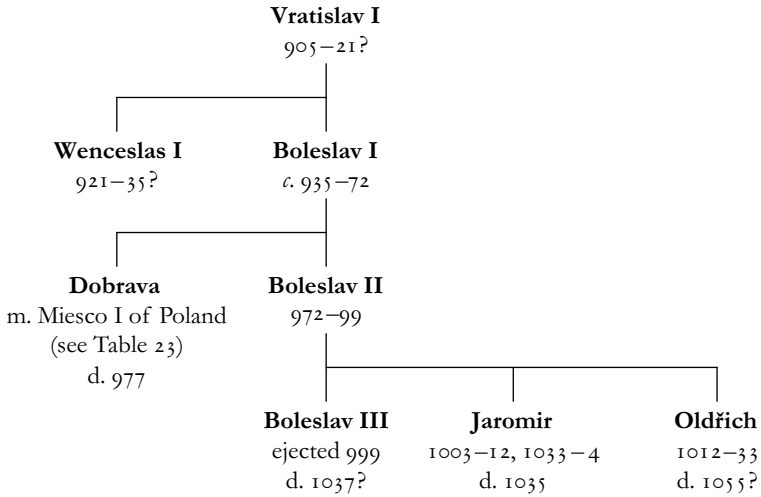 Vratislav I
905–21?
Wenceslas I
921–35?
Boleslav I
c. 935–72
Dobrava
m. Miesco I of Poland
(see Table 23)
d. 977
Boleslav II
972–99
Boleslav III
ejected 999
d. 1037?
Jaromir
1003–12, 1033–4
d. 1035
Oldřich
1012–33
d. 1055?